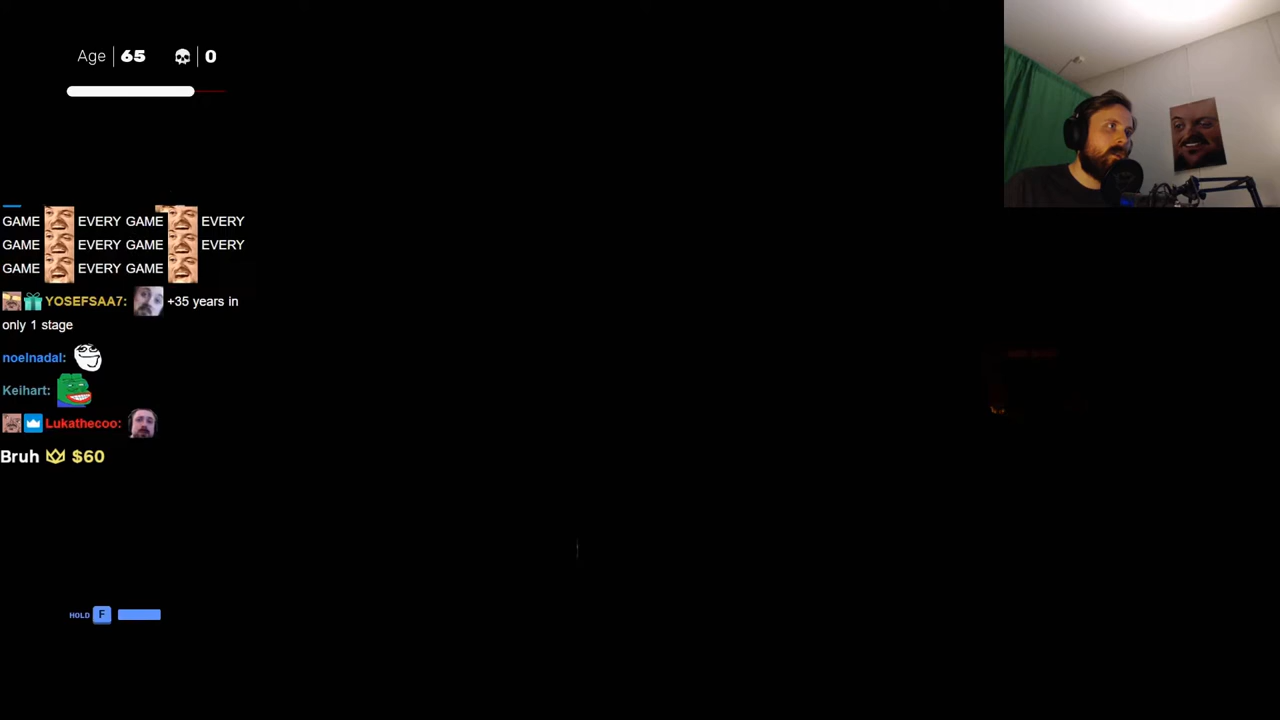 Age 65 0
GAME EVERY GAME EVERY
GAME EVERY GAME EVERY
GAME EVERY GAME
YOSEFSAA7: +35 years in
only 1 stage
noelnadal:
Keihart:
Lukathecoo:
Bruh $60
HOLD F